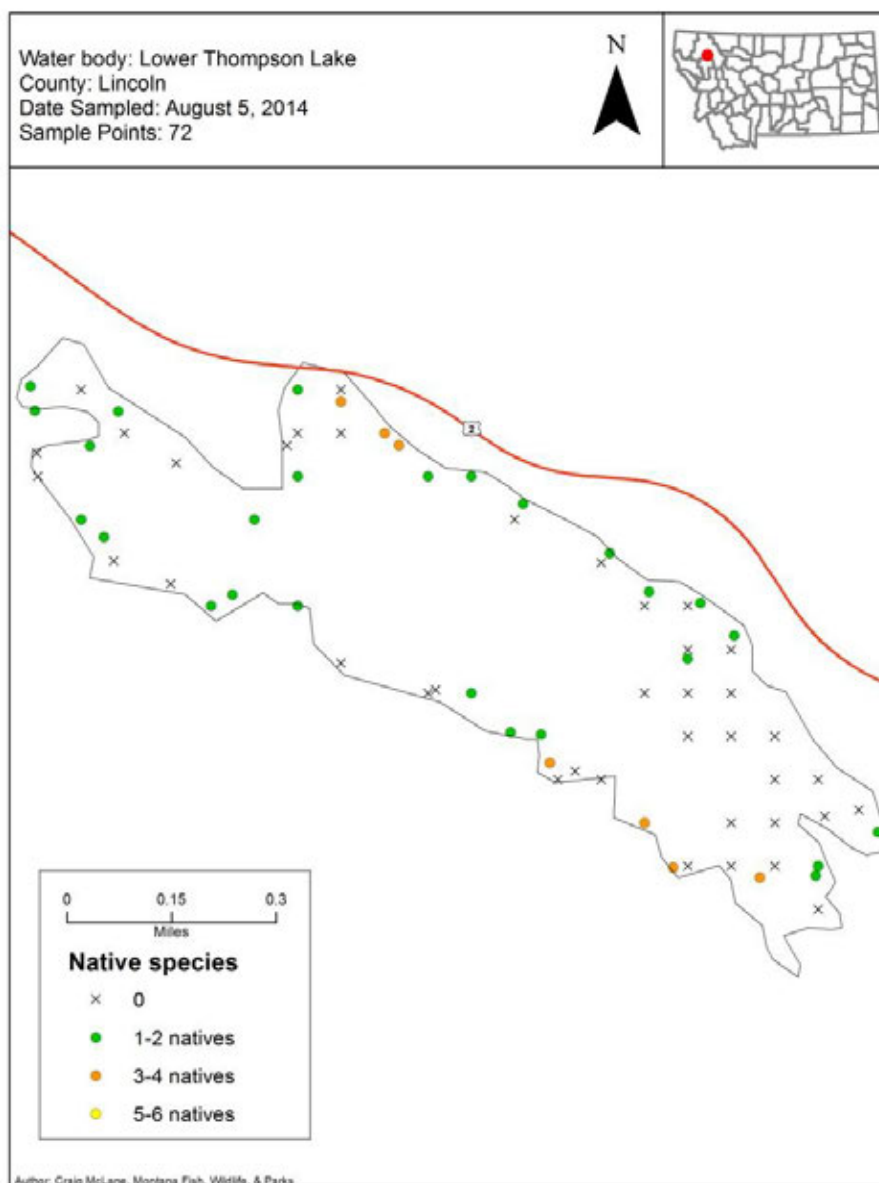 Water body: Lower Thompson Lake
County: Lincoln
Date Sampled: August 5, 2014
Sample Points: 72
N
2
0 0.15 0.3
Miles
Native species
0
1-2 natives
3-4 natives
5-6 natives
Author: Craig McLane, Montana Fish, Wildlife, & Parks